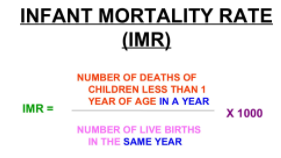 INFANT MORTALITY RATE
(IMR)
NUMBER OF DEATHS OF
CHILDREN LESS THAN 1
YEAR OF AGE IN A YEAR
IMR =
X 1000
NUMBER OF LIVE BIRTHS
IN THE SAME YEAR